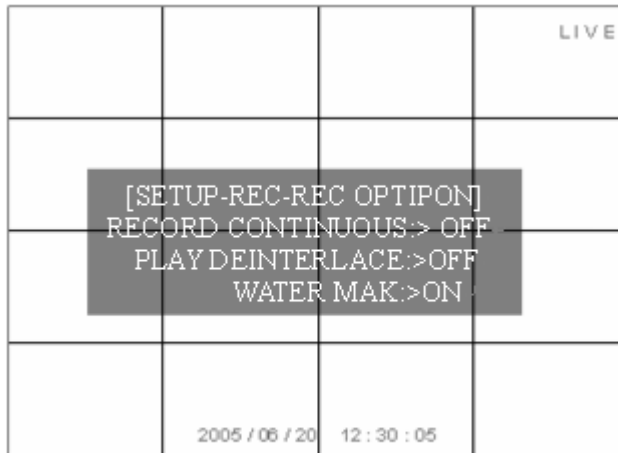 LIVE
[SETUP-REC-REC OPTIPON]
RECORD CONTINUOUS:> OFF
PLAY DEINTERLACE:>OFF
WATER MAK:>ON
2005 / 06 / 20 12 : 30 : 05